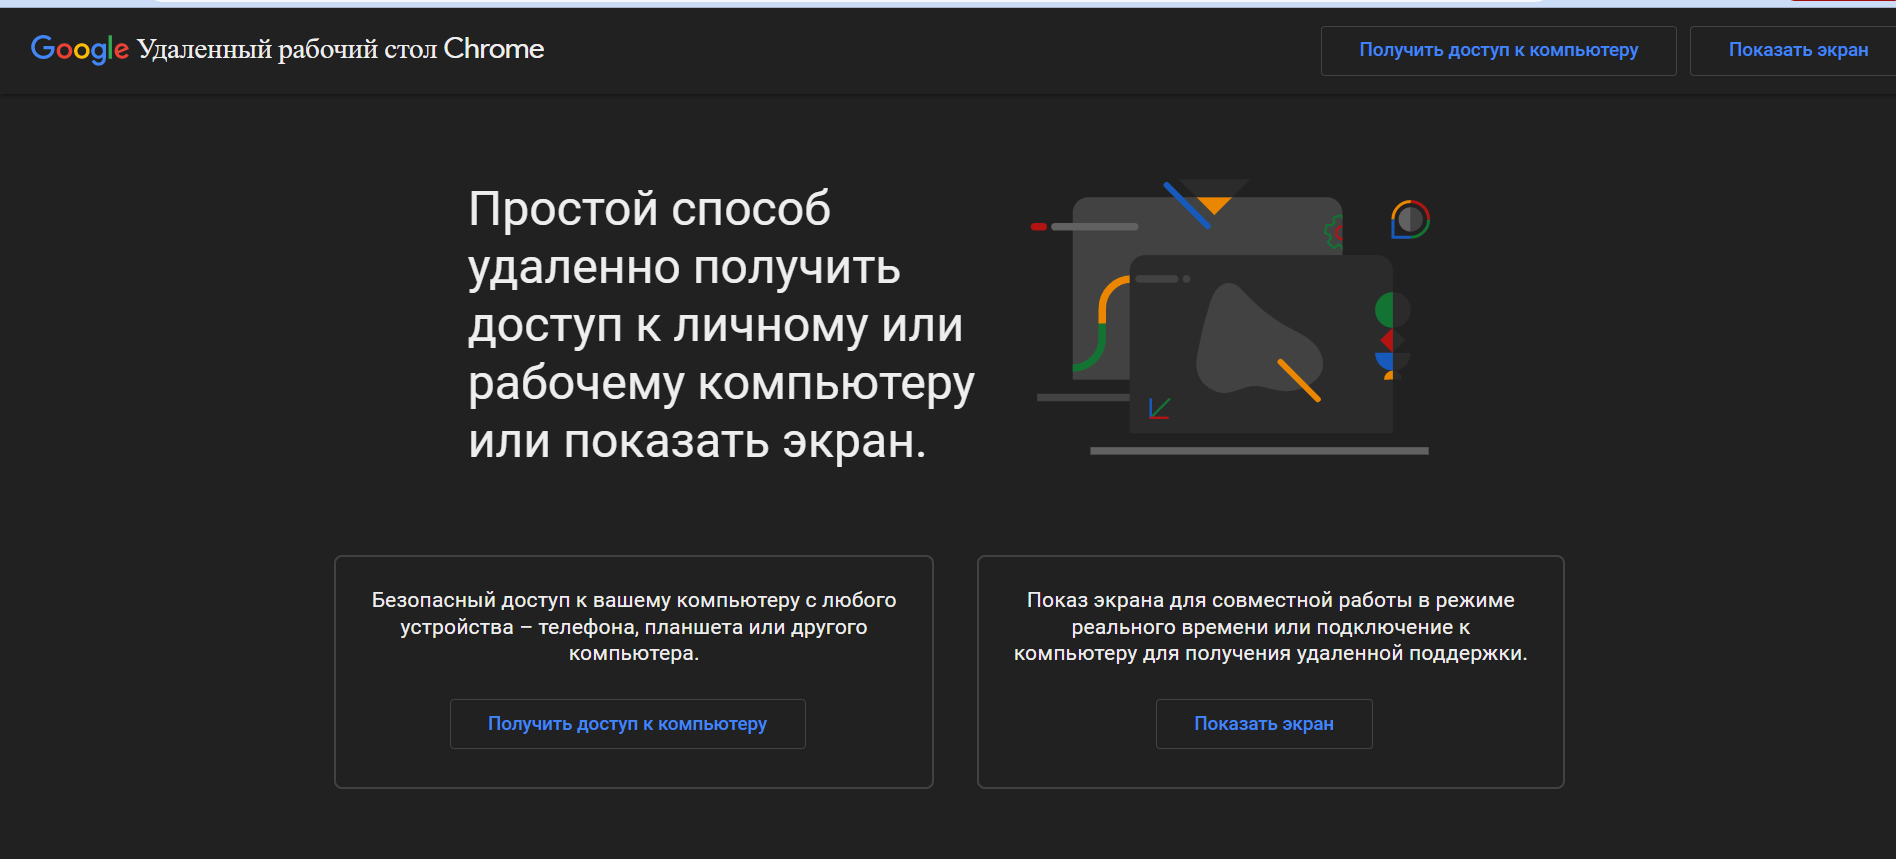 Google Удаленный рабочий стол Chrome
Получить доступ к компьютеру
Показать экран
Простой способ
удаленно получить
доступ к личному или
рабочему компьютеру
или показать экран.
Безопасный доступ к вашему компьютеру с любого
устройства – телефона, планшета или другого
компьютера.
Получить доступ к компьютеру
Показ экрана для совместной работы в режиме
реального времени или подключение к
компьютеру для получения удаленной поддержки.
Показать экран